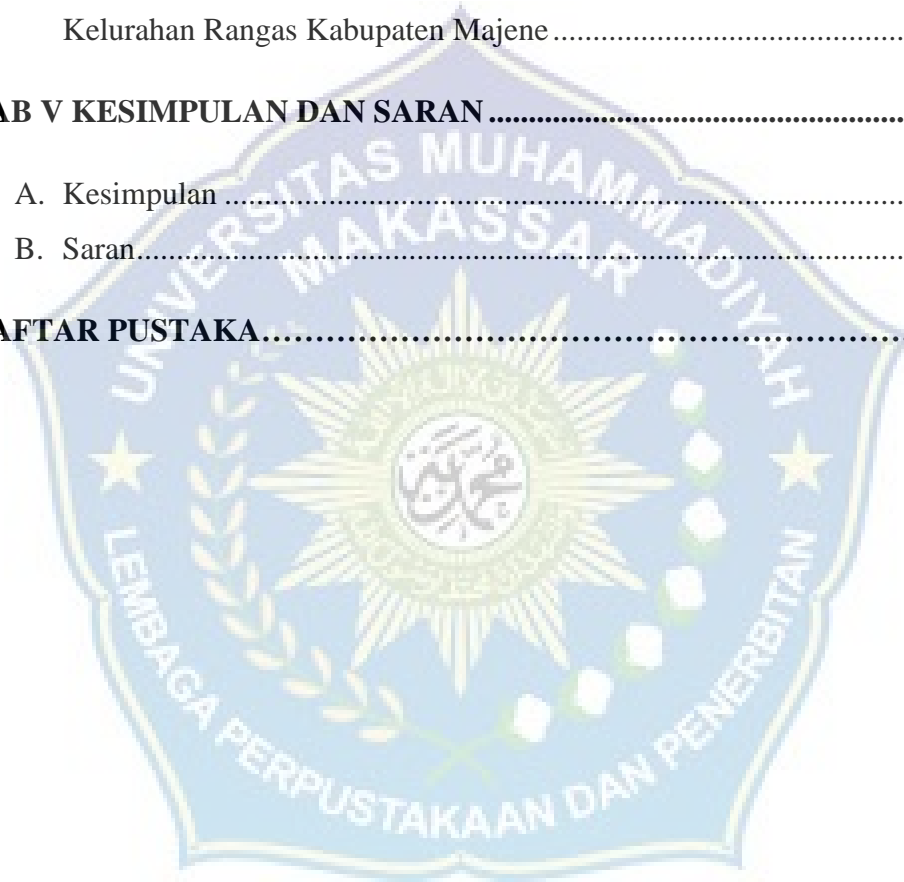 Kelurahan Rangas Kabupaten Majene ........................................
AB V KESIMPULAN DAN SARAN ........................................................
A. Kesimpulan ......................................................................................
B. Saran.................................................................................................
AFTAR PUSTAKA………………………………………………………
UNIVERSITAS MUHAMMADIYAH
MAKASSAR
LEMBAGA PERPUSTAKAAN DAN PENERBITAN
محمد